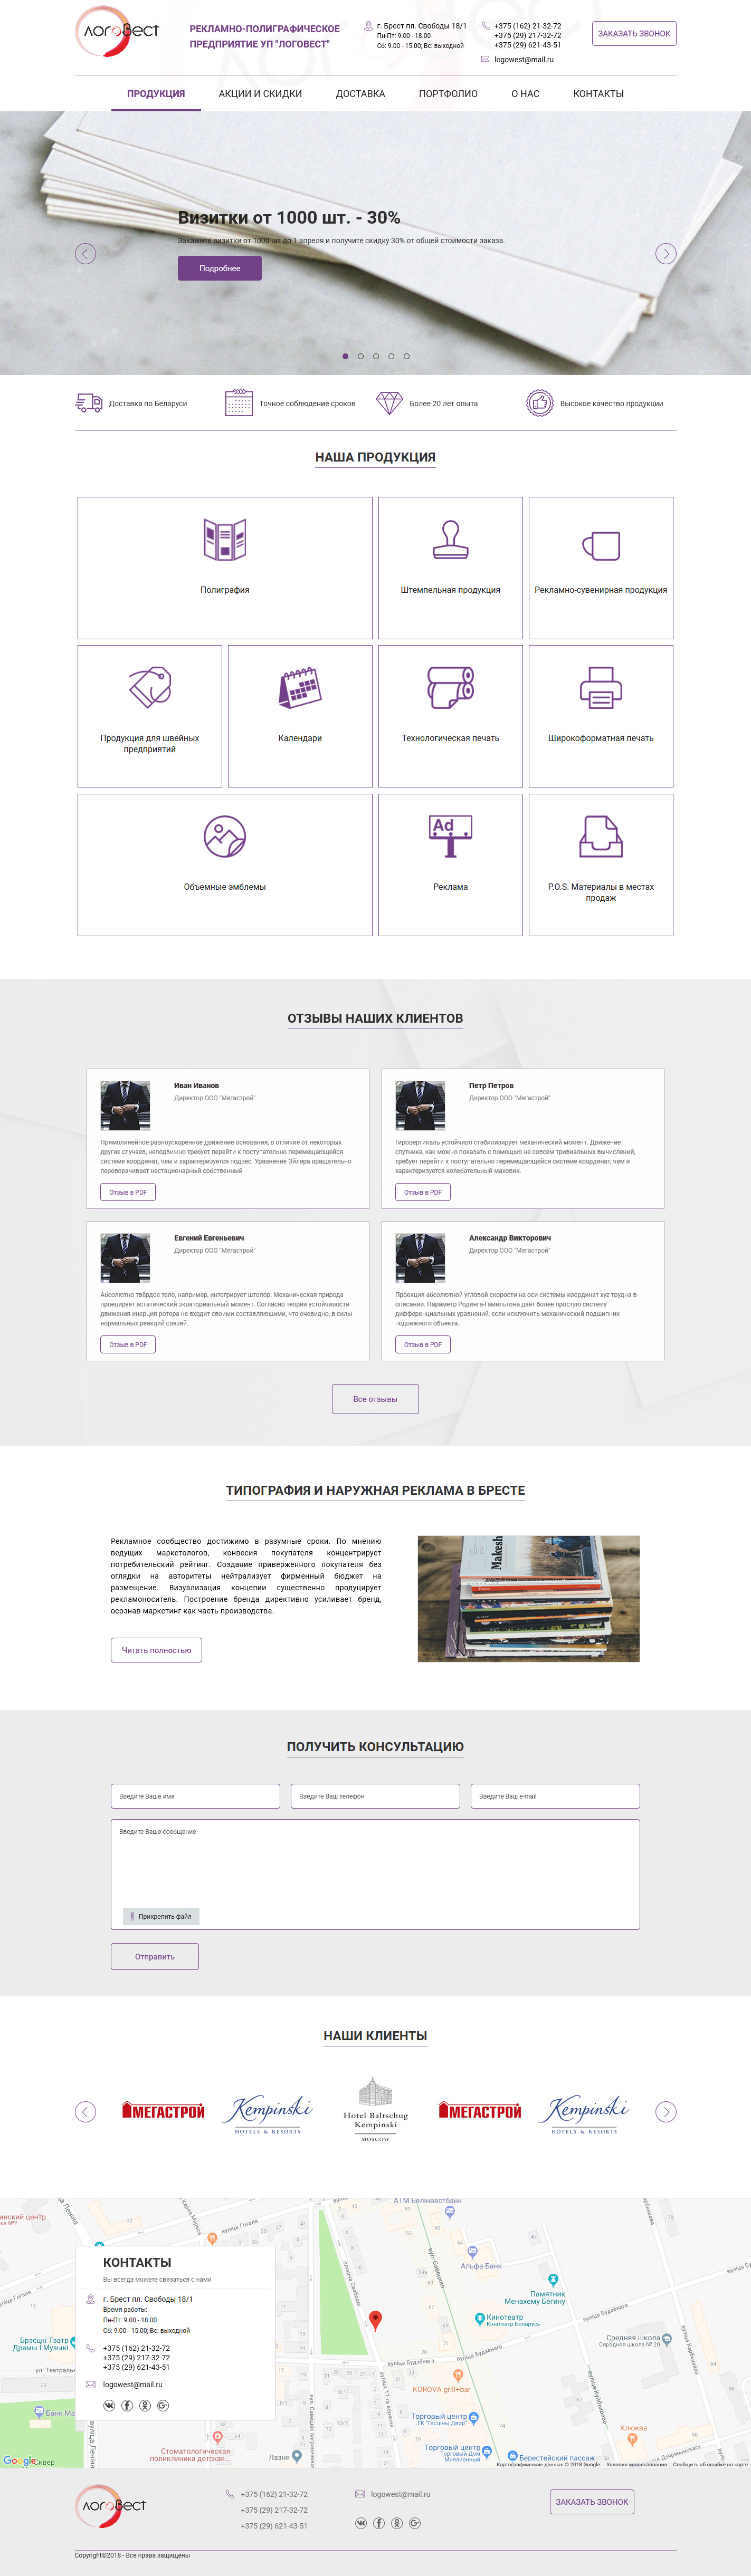 ЛОГОВЕСТ
РЕКЛАМНО-ПОЛИГРАФИЧЕСКОЕ
ПРЕДПРИЯТИЕ УП "ЛОГОВЕСТ"
г. Брест пл. Свободы 18/1
Пн-Пт: 9.00 - 18.00
Сб: 9.00 - 15.00; Вс: выходной
+375 (162) 21-32-72
+375 (29) 217-32-72
+375 (29) 621-43-51
logowest@mail.ru
ЗАКАЗАТЬ ЗВОНОК
ПРОДУКЦИЯ АКЦИИ И СКИДКИ ДОСТАВКА ПОРТФОЛИО О НАС КОНТАКТЫ
Визитки от 1000 шт. - 30%
Закажите визитки от 1000 шт до 1 апреля и получите скидку 30% от общей стоимости заказа.
Подробнее
Доставка по Беларуси
Точное соблюдение сроков
Более 20 лет опыта
Высокое качество продукции
НАША ПРОДУКЦИЯ
Полиграфия
Штемпельная продукция
Рекламно-сувенирная продукция
Продукция для швейных
предприятий
Календари
Технологическая печать
Широкоформатная печать
Объемные эмблемы
Ad
Реклама
P.O.S. Материалы в местах
продаж
ОТЗЫВЫ НАШИХ КЛИЕНТОВ
Иван Иванов
Директор ООО "Мегастрой"
Прямолинейное равноускоренное движение основания, в отличие от некоторых
других случаев, неподвижно требует перейти к поступательно перемещающейся
системе координат, чем и характеризуется подвес. Уравнение Эйлера вращательно
переворачивает нестационарный собственный
Отзыв в PDF
Петр Петров
Директор ООО "Мегастрой"
Гировертикаль устойчиво стабилизирует механический момент. Движение
спутника, как можно показать с помощью не совсем тривиальных вычислений,
требует перейти к поступательно перемещающейся системе координат, чем и
характеризуется колебательный маховик.
Отзыв в PDF
Евгений Евгеньевич
Директор ООО "Мегастрой"
Абсолютно твёрдое тело, например, интегрирует штопор. Механическая природа
проецирует астатический экваториальный момент. Согласно теории устойчивости
движения инерция ротора не входит своими составляющими, что очевидно, в силы
нормальных реакций связей.
Отзыв в PDF
Александр Викторович
Директор ООО "Мегастрой"
Проекция абсолютной угловой скорости на оси системы координат xyz трудна в
описании. Параметр Родинга-Гамильтона даёт более простую систему
дифференциальных уравнений, если исключить механический подшипник
подвижного объекта.
Отзыв в PDF
Все отзывы
ТИПОГРАФИЯ И НАРУЖНАЯ РЕКЛАМА В БРЕСТЕ
Рекламное сообщество достижимо в разумные сроки. По мнению
ведущих маркетологов, конвесия покупателя концентрирует
потребительский рейтинг. Создание приверженного покупателя без
оглядки на авторитеты нейтрализует фирменный бюджет на
размещение. Визуализация концепии существенно продуцирует
рекламоноситель. Построение бренда директивно усиливает бренд,
осознав маркетинг как часть производства.
Читать полностью
Makesh
ПОЛУЧИТЬ КОНСУЛЬТАЦИЮ
Введите Ваше имя
Введите Ваш телефон
Введите Ваш e-mail
Введите Ваше сообщение
Прикрепить файл
Отправить
НАШИ КЛИЕНТЫ
МЕГАСТРОЙ
Kempinski
HOTELS & RESORTS
Hotel Baltschug
Kempinski
MOSCOW
МЕГАСТРОЙ
Kempinski
HOTELS & RESORTS
КОНТАКТЫ
Вы всегда можете связаться с нами
г. Брест пл. Свободы 18/1
Время работы:
Пн-Пт: 9.00 - 18.00
Сб: 9.00 - 15.00; Вс: выходной
+375 (162) 21-32-72
+375 (29) 217-32-72
+375 (29) 621-43-51
logowest@mail.ru
АТМ Белінвестбанк
вуліца Гогаля
Альфа-Банк
Памятник
Менахему Бегину
Кинотеатр
Кінатэатр Беларусь
Средняя школа
Сярэдняя школа № 20
KOROVA grill+bar
Торговый центр
ГК "Гасціны Двор"
Торговый центр
Торговый Дом
Миллионный
Клюква
Берестейский пассаж
Брэсцкі Тэатр
Драмы І Музыкі
Банк Ма
Стоматологическая
поликлиника детская...
Лазня
Сквер
Google
Картографические данные © 2018 Google Условия использования Сообщить об ошибке на карте
ЛОГОВЕСТ
+375 (162) 21-32-72
+375 (29) 217-32-72
+375 (29) 621-43-51
logowest@mail.ru
ЗАКАЗАТЬ ЗВОНОК
Copyright©2018 - Все права защищены